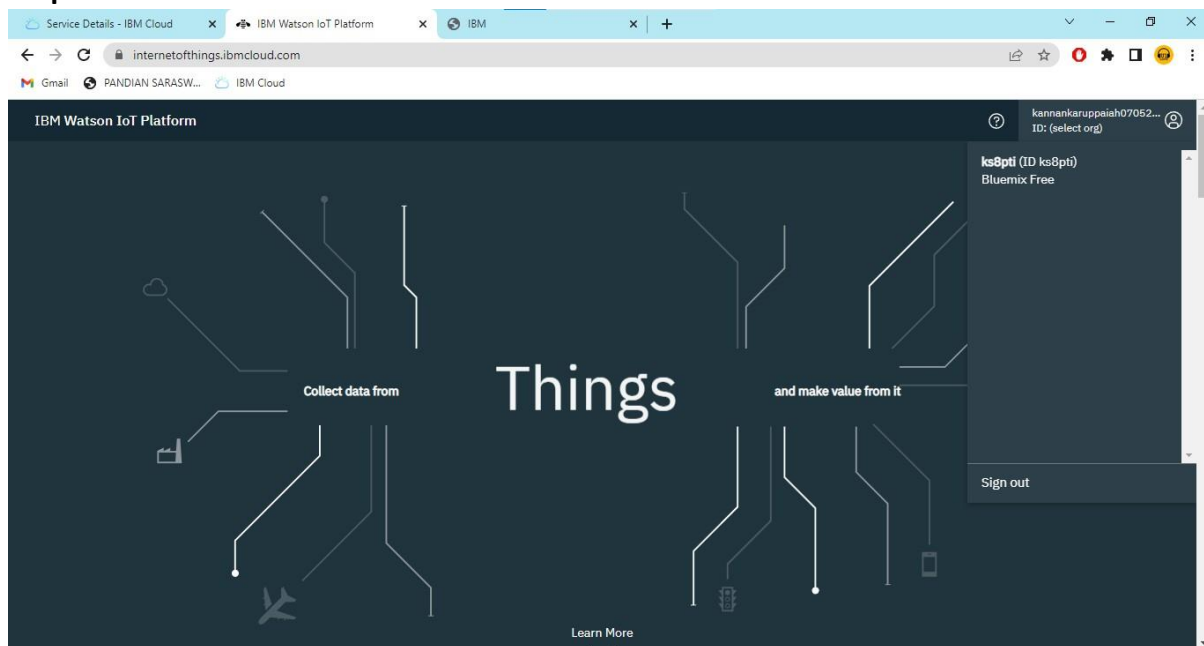 Service Details - IBM Cloud
IBM Watson IoT Platform
IBM
internetofthings.ibmcloud.com
Gmail
PANDIAN SARASW...
IBM Cloud
IBM Watson IoT Platform
kannankaruppaiah07052...
ID: (select org)
ks8pti (ID ks8pti)
Bluemix Free
Collect data from
Things
and make value from it
Sign out
Learn More